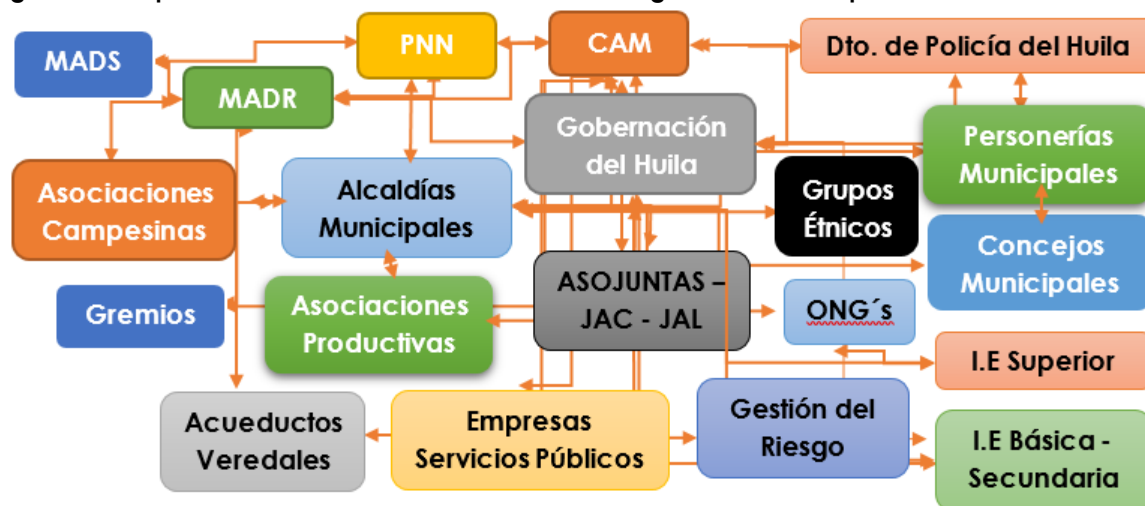 MADS
PNN
CAM
Dto. de Policía del Huila
MADR
Gobernación
del Huila
Personerías
Municipales
Asociaciones
Campesinas
Alcaldías
Municipales
Grupos
Étnicos
Concejos
Municipales
Gremios
Asociaciones
Productivas
ASOJUNTAS –
JAC - JAL
ONG´s
I.E Superior
Acueductos
Veredales
Empresas
Servicios Públicos
Gestión del
Riesgo
I.E Básica -
Secundaria